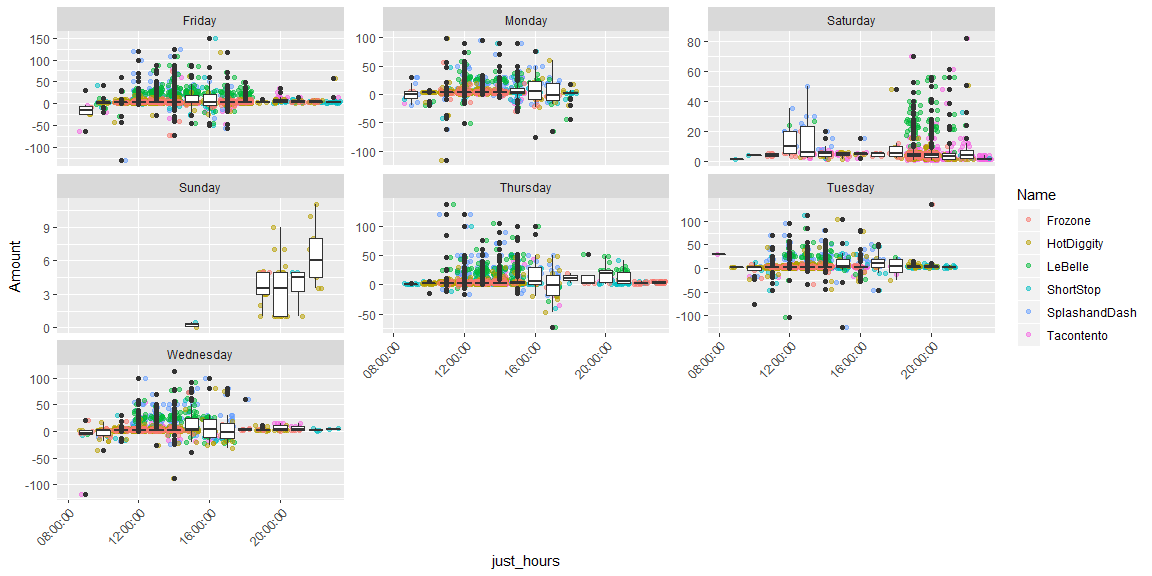 Friday
Monday
Saturday
150
100
50
0
-50
-100
100
50
0
-50
-100
80
60
40
20
0
Sunday
Thursday
Tuesday
9
6
3
0
100
50
0
-50
100
50
0
-50
-100
Wednesday
100
50
0
-50
-100
08:00:00
12:00:00
16:00:00
20:00:00
08:00:00
12:00:00
16:00:00
20:00:00
08:00:00
12:00:00
16:00:00
20:00:00
Amount
just_hours
Name
Frozone
HotDiggity
LeBelle
ShortStop
SplashandDash
Tacontento